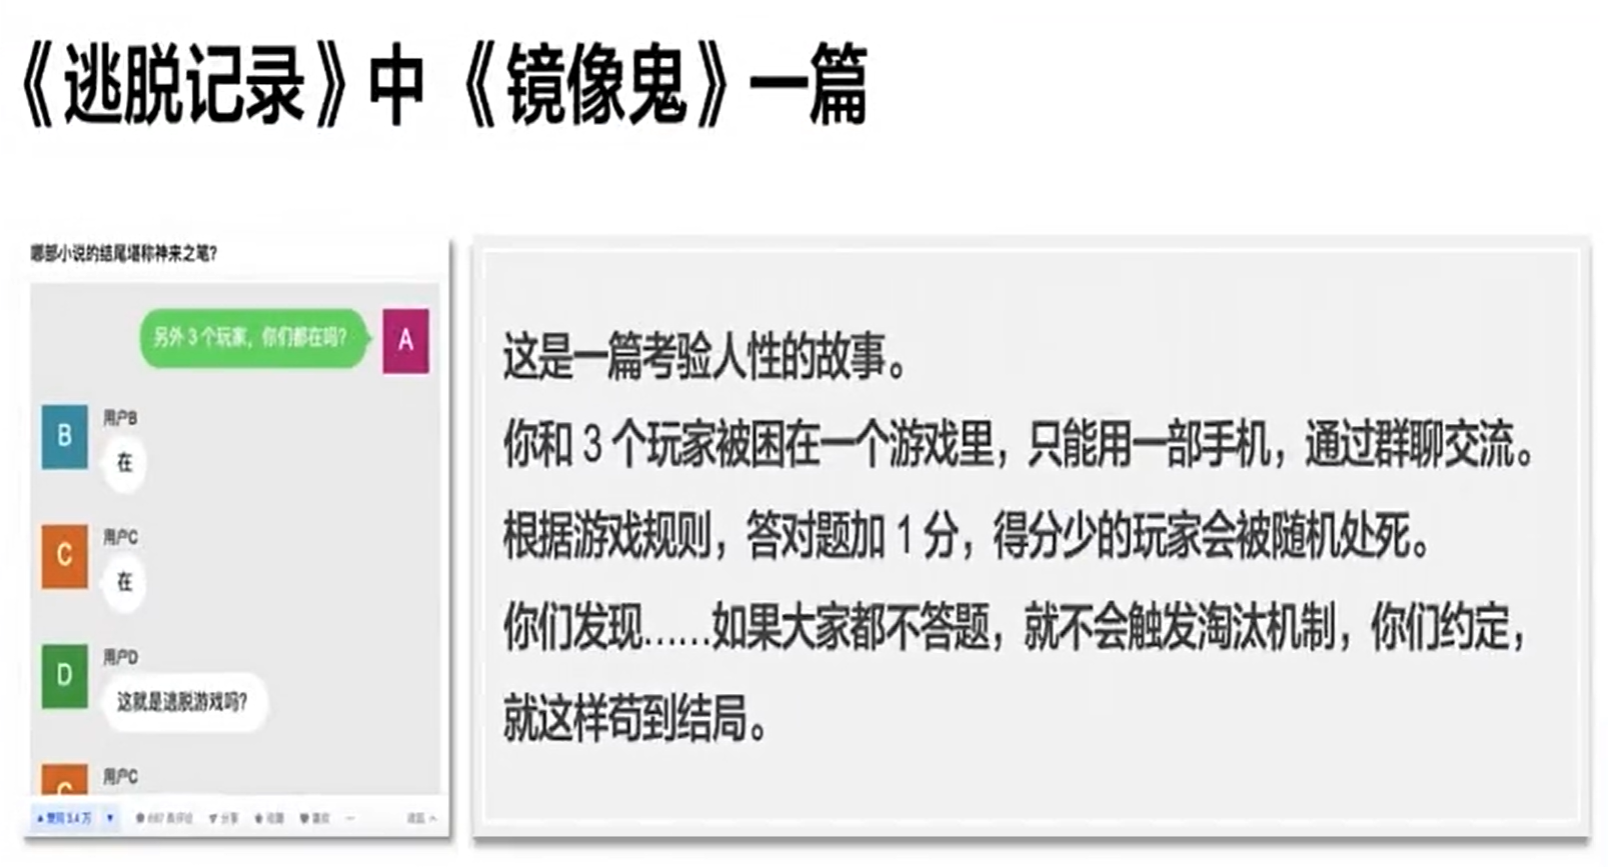 《逃脱记录》中《镜像鬼》一篇
哪部小说的结尾堪称神来之笔?
另外 3 个玩家，你们都在吗?
A
B
用户B
在
C
用户C
在
D
用户D
这就是逃脱游戏吗?
C
用户C
赞同 3.4 万
分享
收藏
喜欢
这是一篇考验人性的故事。
你和 3 个玩家被困在一个游戏里，只能用一部手机，通过群聊交流。
根据游戏规则，答对题加 1 分，得分少的玩家会被随机处死。
你们发现……如果大家都不答题，就不会触发淘汰机制，你们约定，
就这样苟到结局。